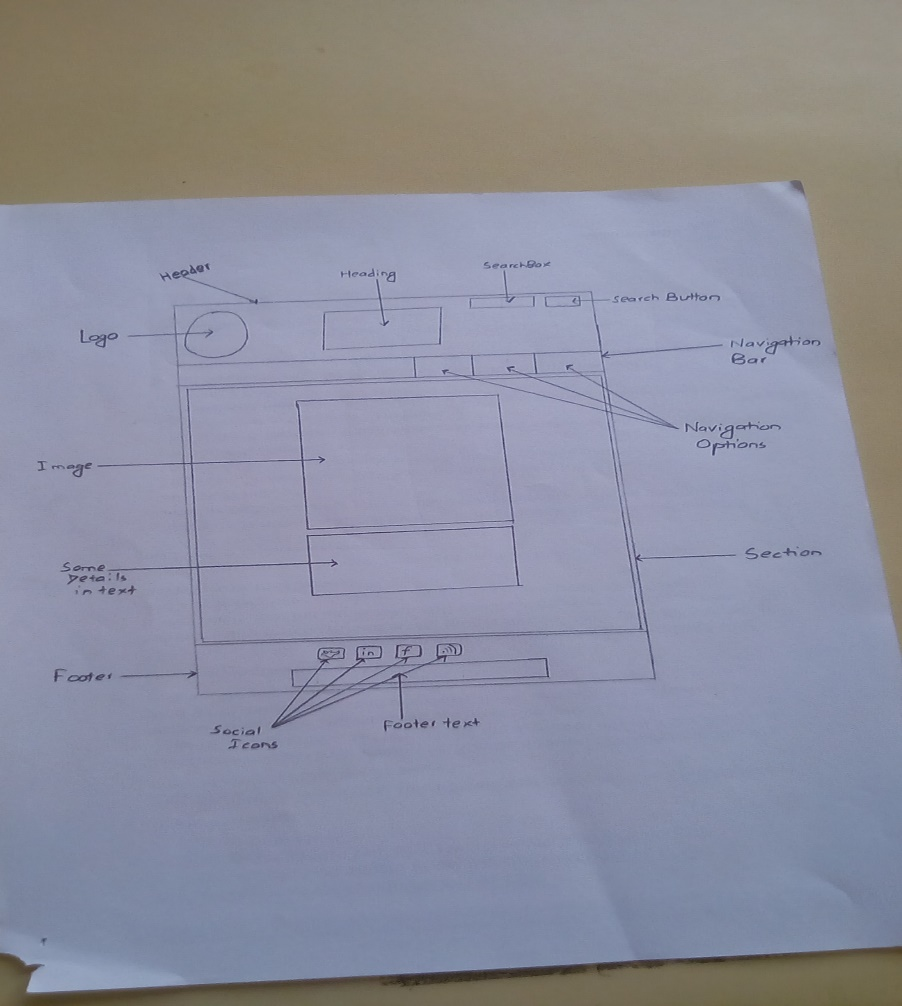 Header
Heading
SearchBox
Search Button
Logo
Navigation
Bar
Navigation
Options
Image
Section
Some
Details
in text
in
f
Footer
Social
Icons
Footer text